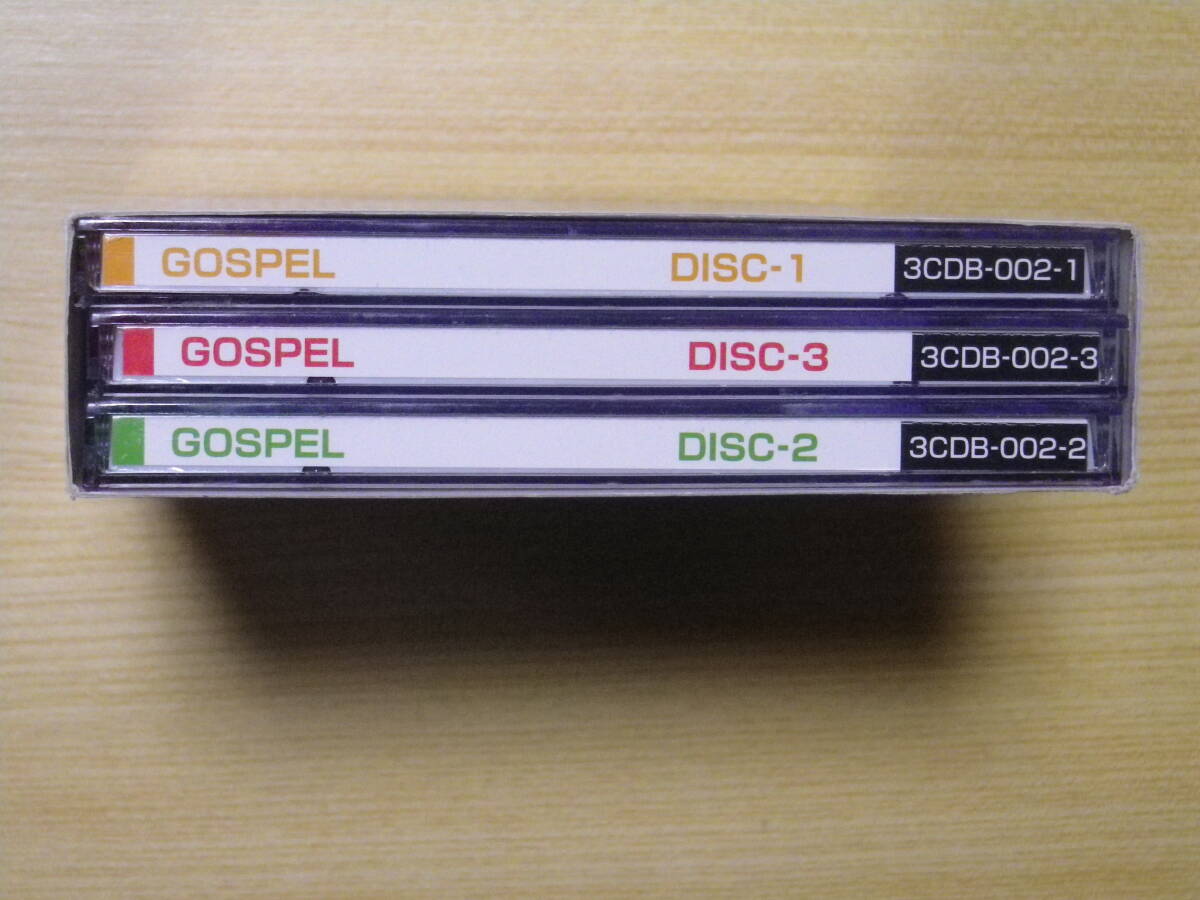 GOSPEL DISC-1 3CDB-002-1
GOSPEL DISC-3 3CDB-002-3
GOSPEL DISC-2 3CDB-002-2